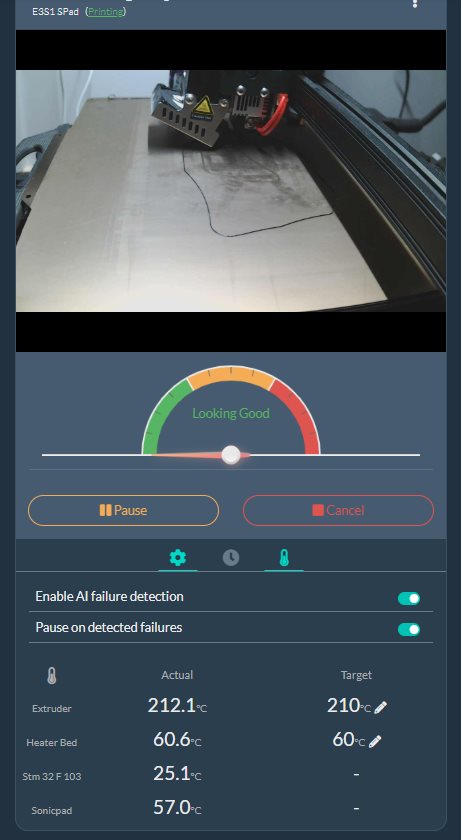 E3S1 SPad (Printing)
Looking Good
Pause
Cancel
Enable AI failure detection
Pause on detected failures
Actual Target
Extruder 212.1°C 210°C
Heater Bed 60.6°C 60°C
Stm 32 F 103 25.1°C -
Sonicpad 57.0°C -